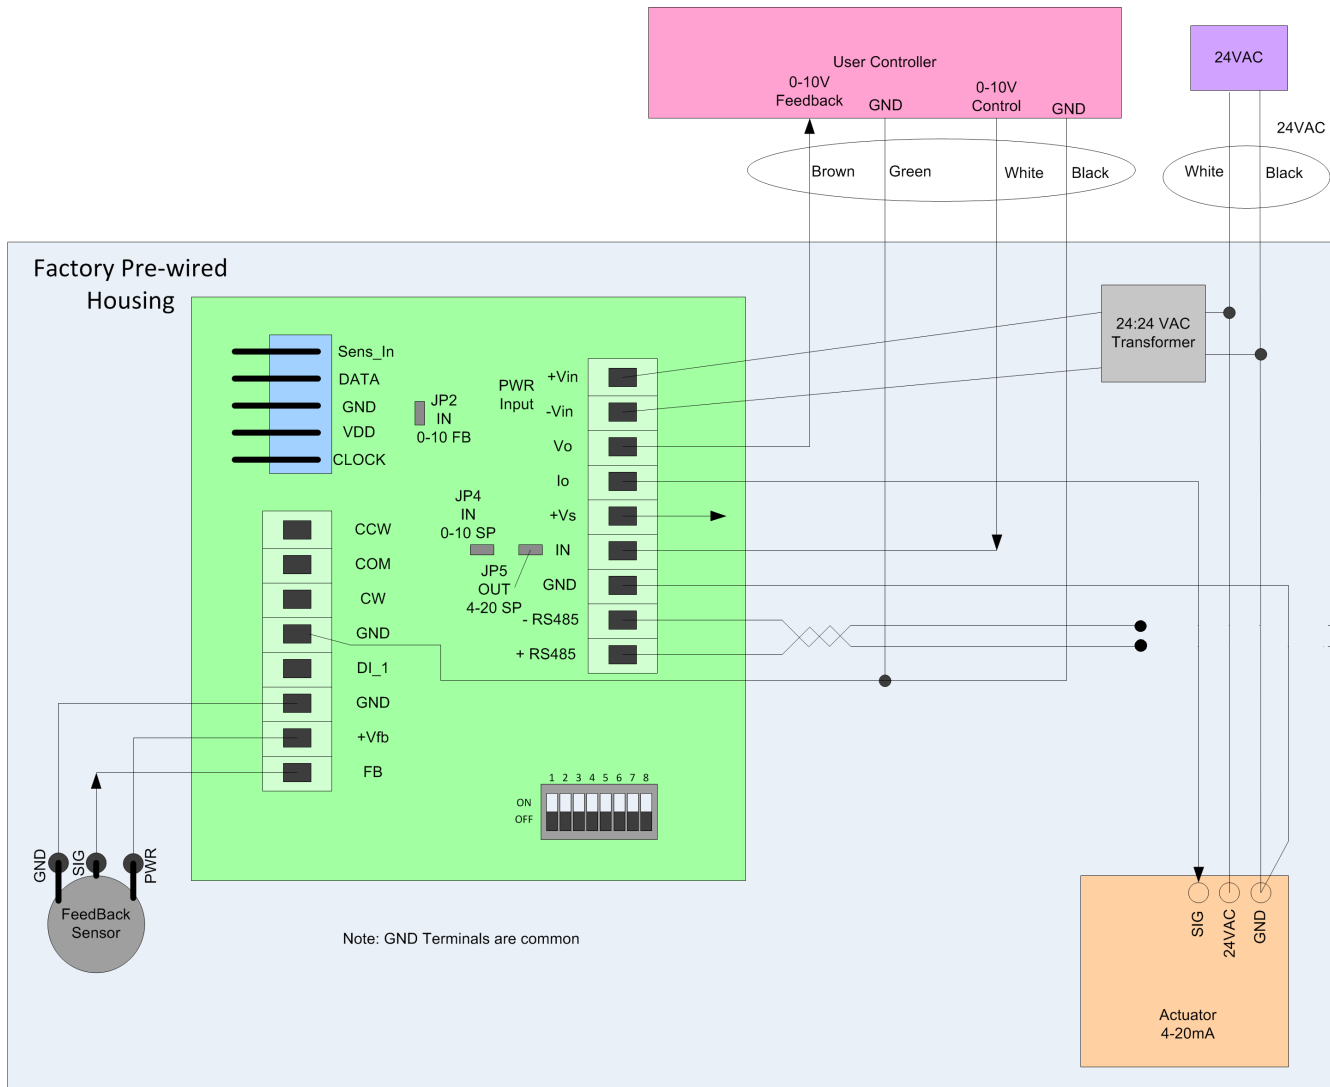 User Controller
0-10V
Feedback
GND
0-10V
Control
GND
24VAC
24VAC
Brown
Green
White
Black
White
Black
Factory Pre-wired
Housing
24:24 VAC
Transformer
Sens_In
DATA
GND
VDD
CLOCK
JP2
IN
0-10 FB
PWR
Input
+Vin
-Vin
Vo
Io
+Vs
IN
GND
- RS485
+ RS485
JP4
IN
0-10 SP
JP5
OUT
4-20 SP
CCW
COM
CW
GND
DI_1
GND
+Vfb
FB
1 2 3 4 5 6 7 8
ON
OFF
GND
SIG
PWR
FeedBack
Sensor
Note: GND Terminals are common
SIG
24VAC
GND
Actuator
4-20mA